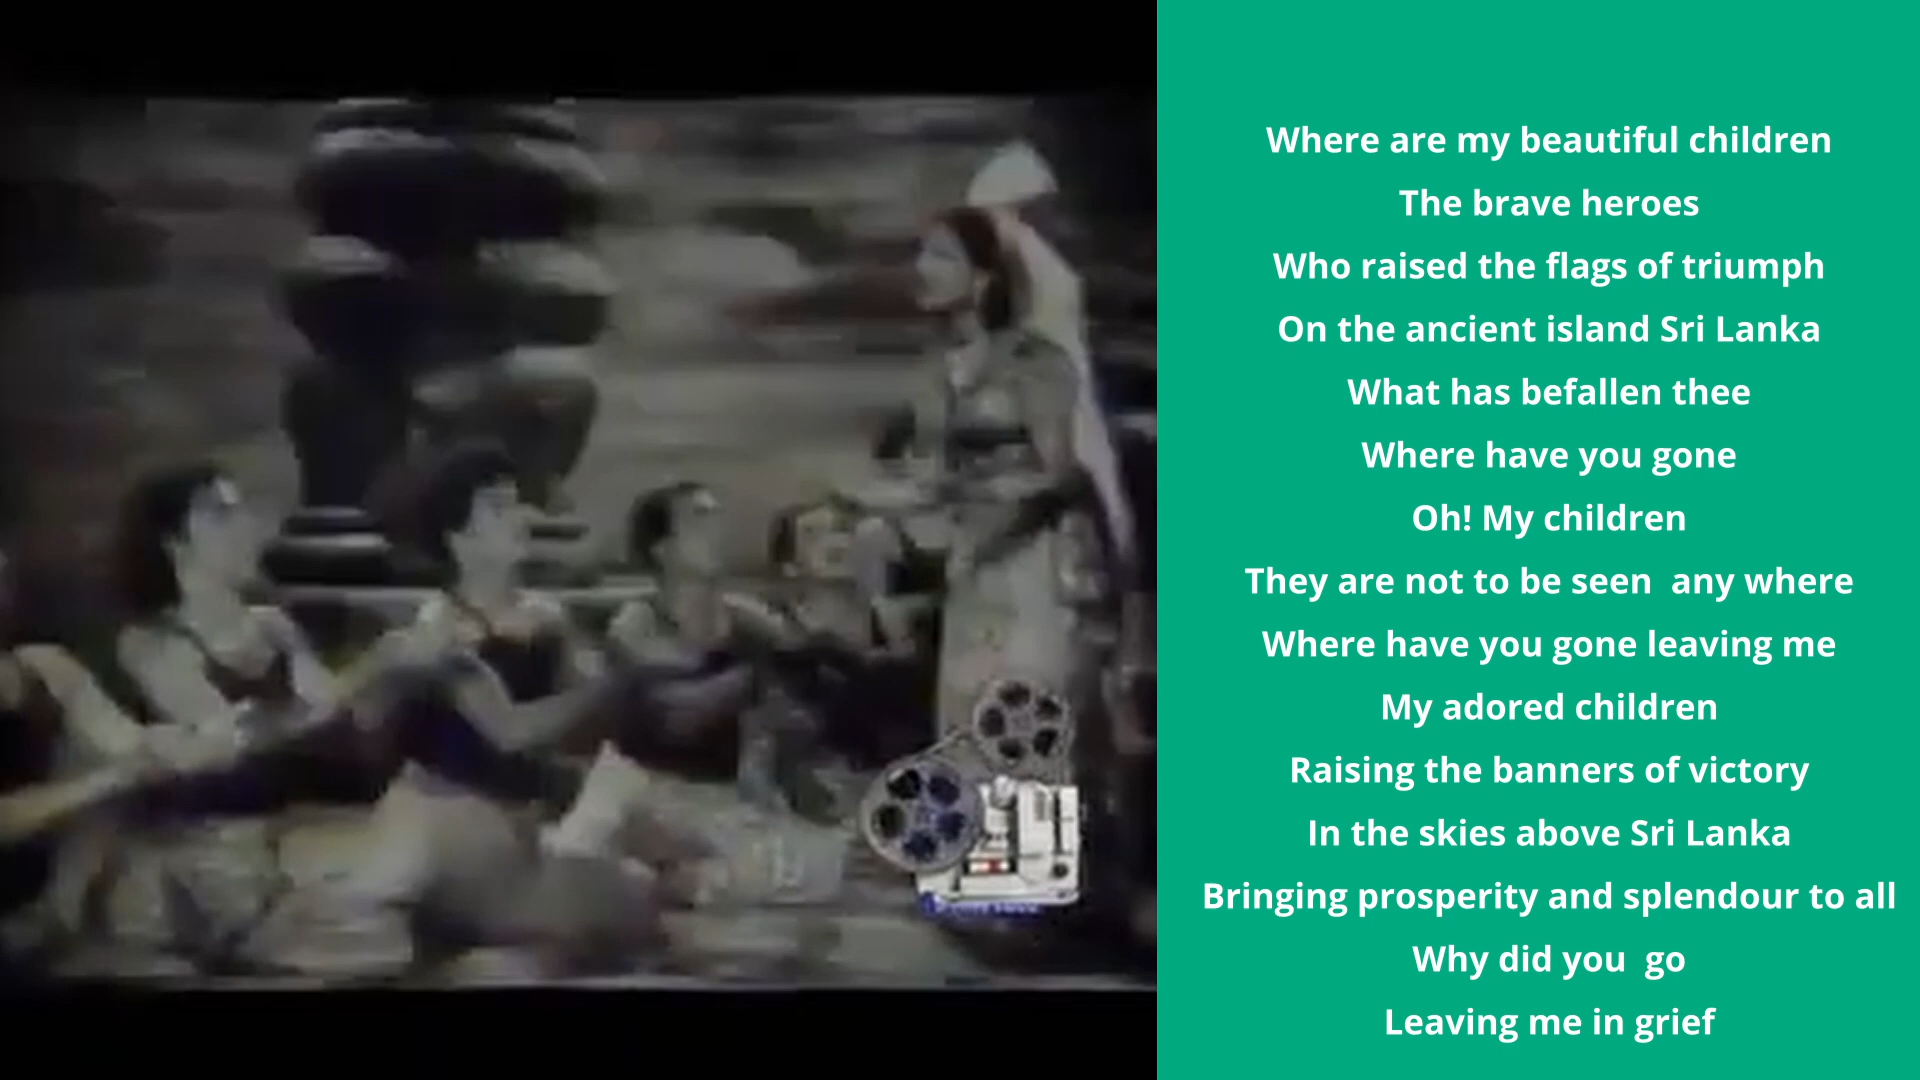 Where are my beautiful children
The brave heroes
Who raised the flags of triumph
On the ancient island Sri Lanka
What has befallen thee
Where have you gone
Oh! My children
They are not to be seen  any where
Where have you gone leaving me
My adored children
Raising the banners of victory
In the skies above Sri Lanka
Bringing prosperity and splendour to all
Why did you  go
Leaving me in grief